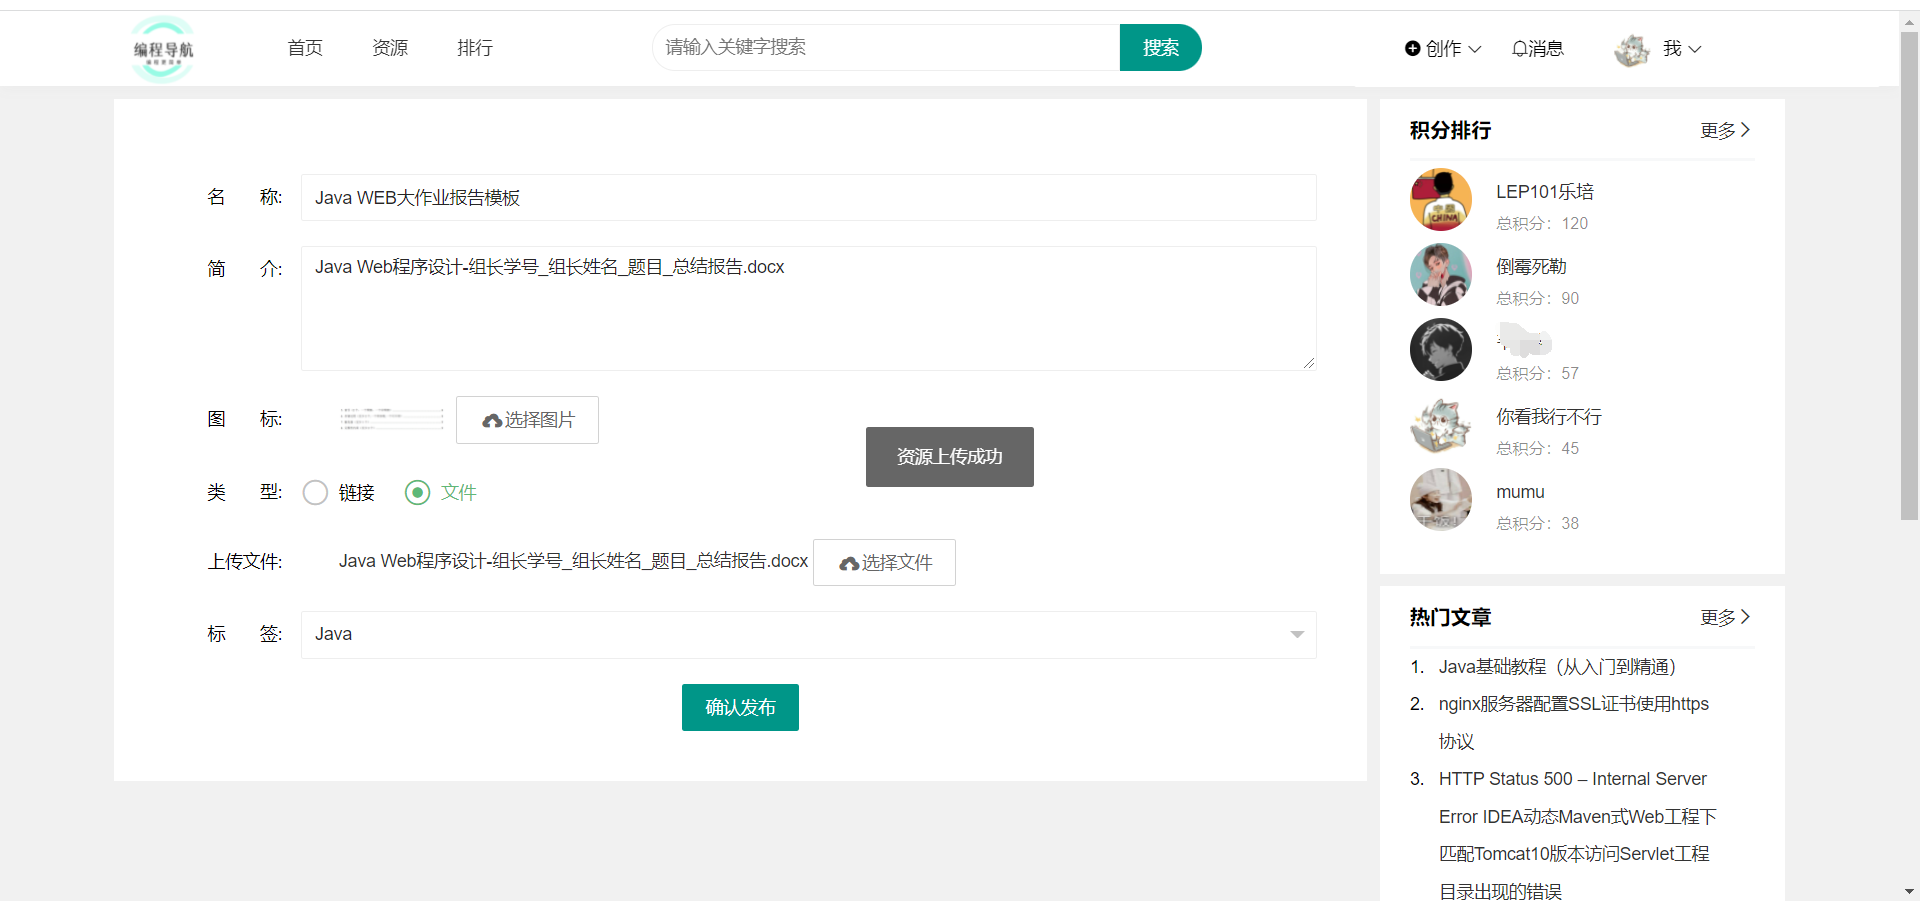 编程导航
首页
资源
排行
请输入关键字搜索
搜索
创作
消息
我
名 称:
Java WEB大作业报告模板
简 介:
Java Web程序设计-组长学号_组长姓名_题目_总结报告.docx
图 标:
选择图片
资源上传成功
类 型:
链接
文件
上传文件:
Java Web程序设计-组长学号_组长姓名_题目_总结报告.docx
选择文件
标 签:
Java
确认发布
积分排行
更多
LEP101乐培
总积分：120
倒霉死勒
总积分：90
总积分：57
你看我行不行
总积分：45
mumu
总积分：38
热门文章
更多
1. Java基础教程（从入门到精通）
2. nginx服务器配置SSL证书使用https
协议
3. HTTP Status 500 – Internal Server
Error IDEA动态Maven式Web工程下
匹配Tomcat10版本访问Servlet工程
目录出现的错误